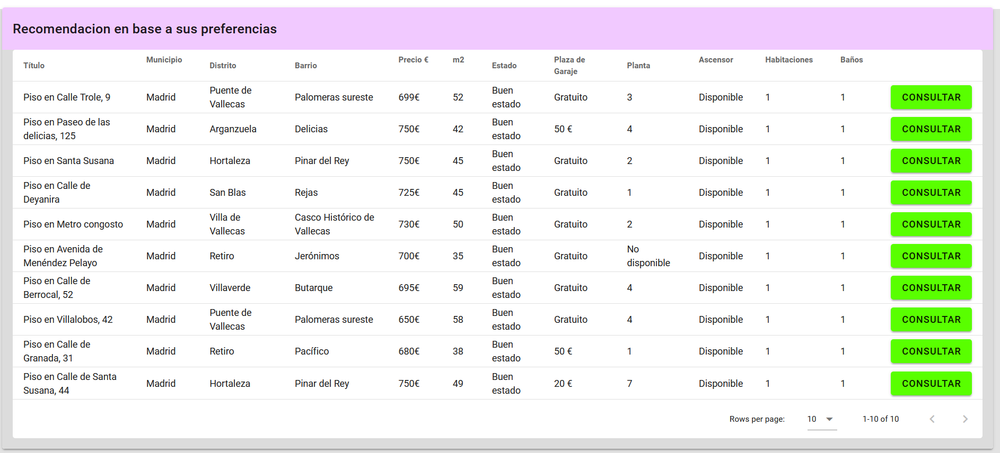 Recomendacion en base a sus preferencias
Título Municipio Distrito Barrio Precio € m2 Estado Plaza de Garaje Planta Ascensor Habitaciones Baños
Piso en Calle Trole, 9 Madrid Puente de Vallecas Palomeras sureste 699€ 52 Buen estado Gratuito 3 Disponible 1 1 CONSULTAR
Piso en Paseo de las delicias, 125 Madrid Arganzuela Delicias 750€ 42 Buen estado 50 € 4 Disponible 1 1 CONSULTAR
Piso en Santa Susana Madrid Hortaleza Pinar del Rey 750€ 45 Buen estado Gratuito 2 Disponible 1 1 CONSULTAR
Piso en Calle de Deyanira Madrid San Blas Rejas 725€ 45 Buen estado Gratuito 1 Disponible 1 1 CONSULTAR
Piso en Metro congosto Madrid Villa de Vallecas Casco Histórico de Vallecas 730€ 50 Buen estado Gratuito 2 Disponible 1 1 CONSULTAR
Piso en Avenida de Menéndez Pelayo Madrid Retiro Jerónimos 700€ 35 Buen estado Gratuito No disponible Disponible 1 1 CONSULTAR
Piso en Calle de Berrocal, 52 Madrid Villaverde Butarque 695€ 59 Buen estado Gratuito 4 Disponible 1 1 CONSULTAR
Piso en Villalobos, 42 Madrid Puente de Vallecas Palomeras sureste 650€ 58 Buen estado Gratuito 4 Disponible 1 1 CONSULTAR
Piso en Calle de Granada, 31 Madrid Retiro Pacífico 680€ 38 Buen estado 50 € 1 Disponible 1 1 CONSULTAR
Piso en Calle de Santa Susana, 44 Madrid Hortaleza Pinar del Rey 750€ 49 Buen estado 20 € 7 Disponible 1 1 CONSULTAR
Rows per page: 10 1-10 of 10